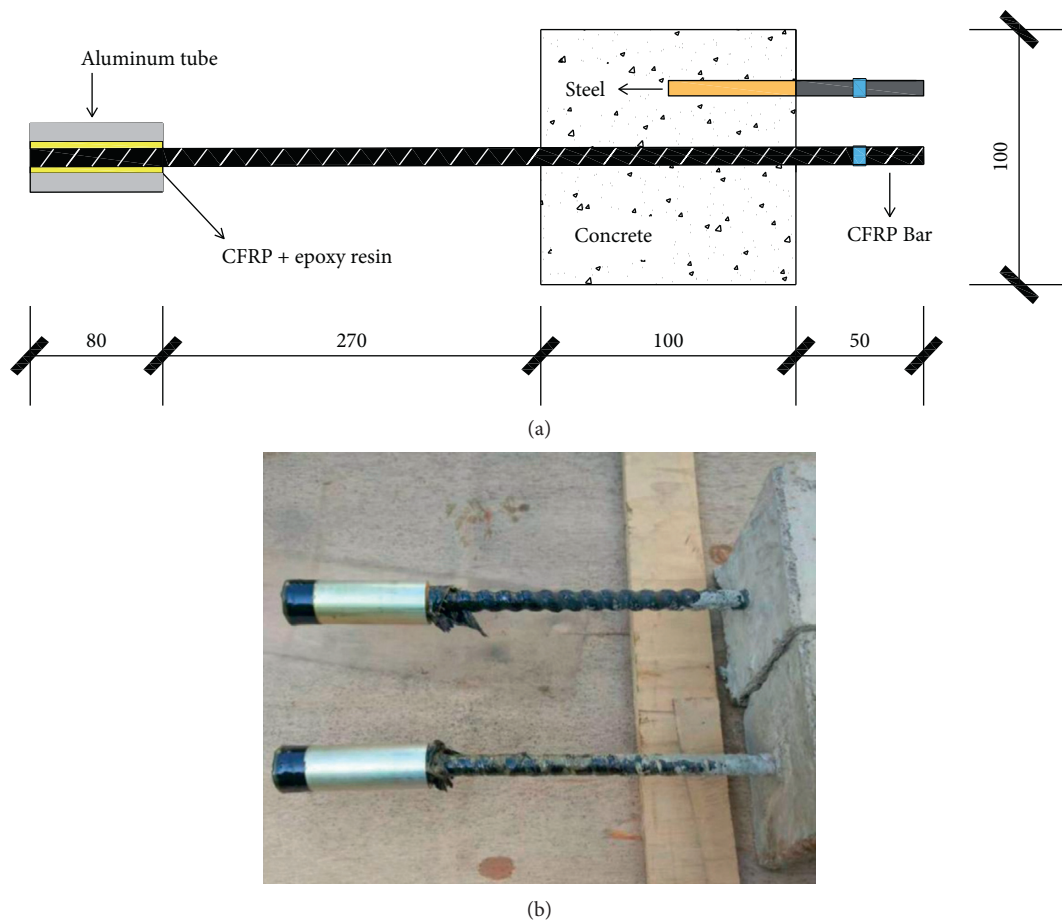 Aluminum tube
Steel
100
Concrete
CFRP Bar
CFRP + epoxy resin
80
270
100
50
(a)
(b)